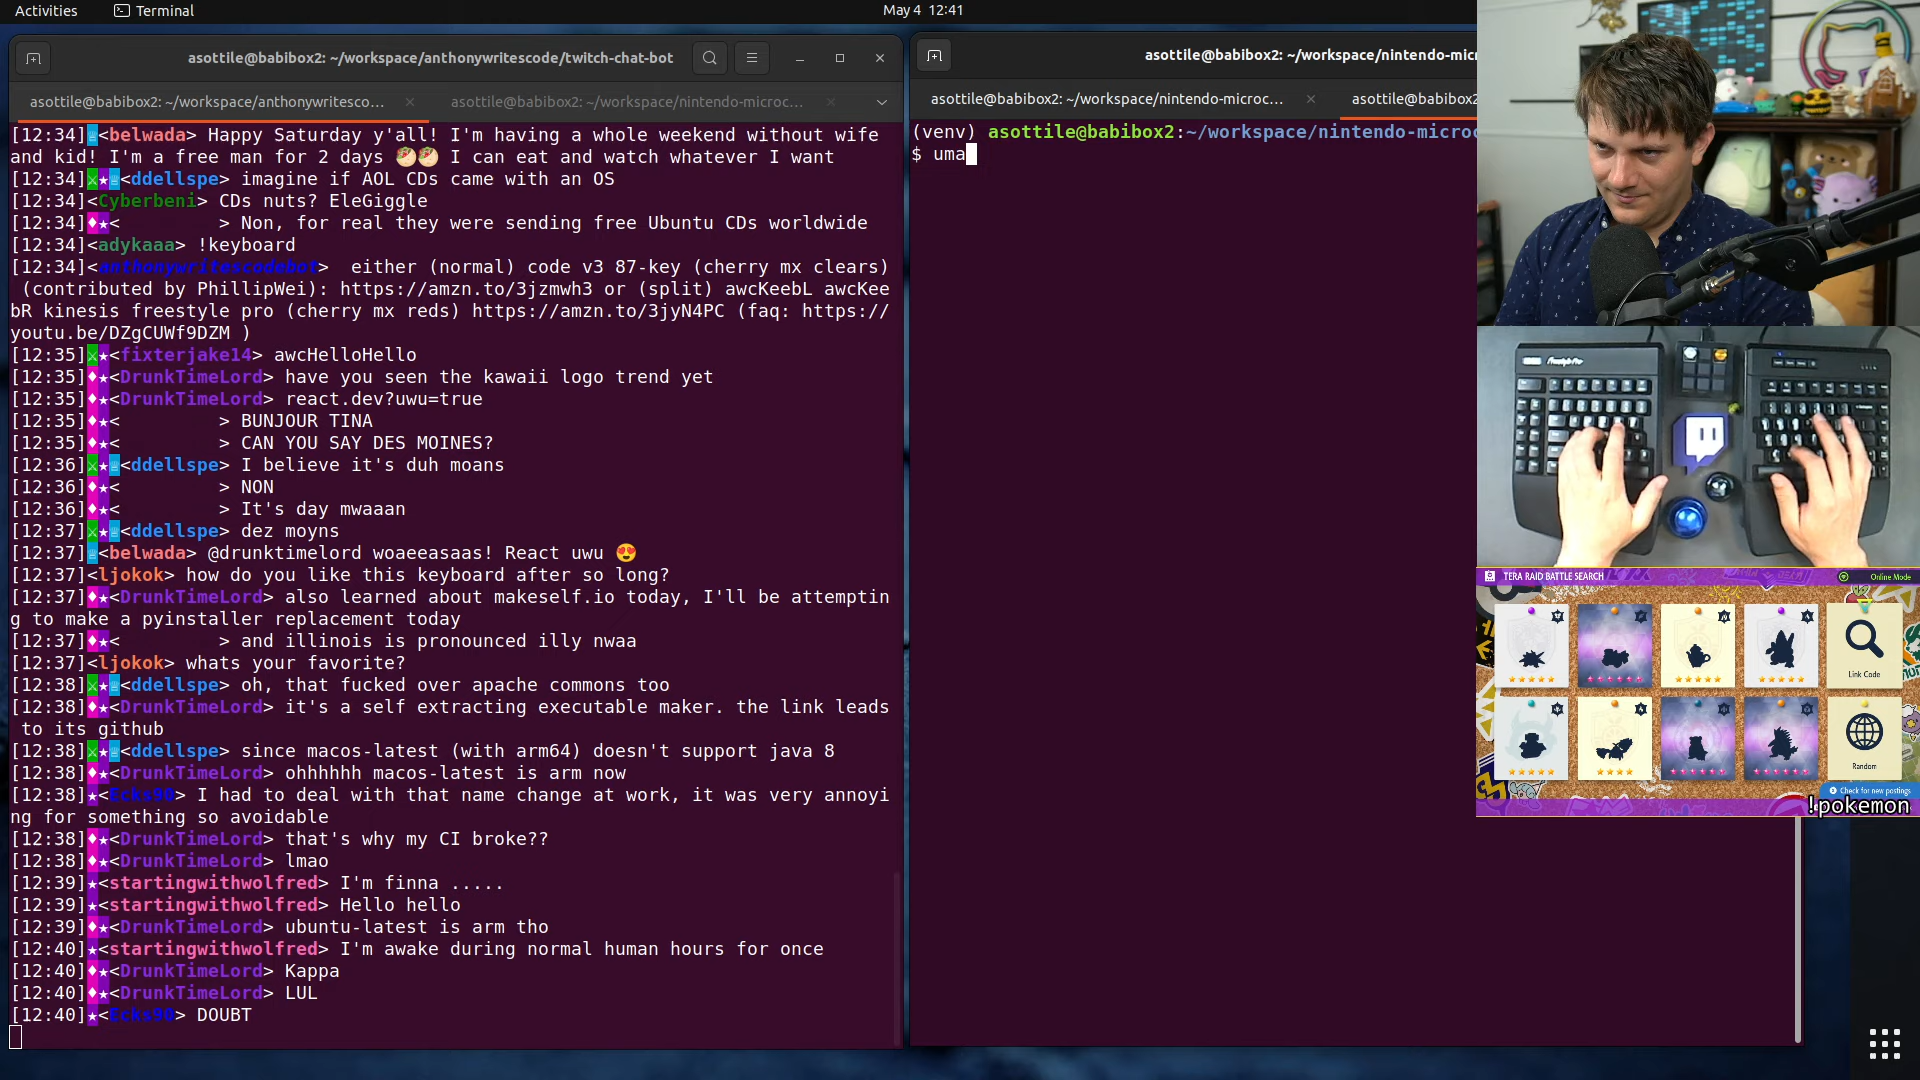 Activities
Terminal
May 4 12:41
asottile@babibox2: ~/workspace/anthonywritescode/twitch-chat-bot
asottile@babibox2: ~/workspace/anthonywritesco...
asottile@babibox2: ~/workspace/nintendo-microc...
[12:34]<belwada> Happy Saturday y'all! I'm having a whole weekend without wife
and kid! I'm a free man for 2 days 🥙🥙 I can eat and watch whatever I want
[12:34]★<ddellspe> imagine if AOL CDs came with an OS
[12:34]<Cyberbeni> CDs nuts? EleGiggle
[12:34]♦★<         > Non, for real they were sending free Ubuntu CDs worldwide
[12:34]<adykaaa> !keyboard
[12:34]<anthonywritescodebot>  either (normal) code v3 87-key (cherry mx clears)
(contributed by PhillipWei): https://amzn.to/3jzmwh3 or (split) awcKeebL awcKee
bR kinesis freestyle pro (cherry mx reds) https://amzn.to/3jyN4PC (faq: https://
youtu.be/DZgCUWf9DZM )
[12:35]⚔★<fixterjake14> awcHelloHello
[12:35]♦★<DrunkTimeLord> have you seen the kawaii logo trend yet
[12:35]♦★<DrunkTimeLord> react.dev?uwu=true
[12:35]♦★<         > BUNJOUR TINA
[12:35]♦★<         > CAN YOU SAY DES MOINES?
[12:36]⚔★<ddellspe> I believe it's duh moans
[12:36]♦★<         > NON
[12:36]♦★<         > It's day mwaaan
[12:37]⚔★<ddellspe> dez moyns
[12:37]<belwada> @drunktimelord woaeeasaas! React uwu 😍
[12:37]<ljokok> how do you like this keyboard after so long?
[12:37]♦★<DrunkTimeLord> also learned about makeself.io today, I'll be attemptin
g to make a pyinstaller replacement today
[12:37]♦★<         > and illinois is pronounced illy nwaa
[12:37]<ljokok> whats your favorite?
[12:38]⚔★<ddellspe> oh, that fucked over apache commons too
[12:38]♦★<DrunkTimeLord> it's a self extracting executable maker. the link leads
to its github
[12:38]⚔★<ddellspe> since macos-latest (with arm64) doesn't support java 8
[12:38]♦★<DrunkTimeLord> ohhhhhh macos-latest is arm now
[12:38]★<Ecks90> I had to deal with that name change at work, it was very annoyi
ng for something so avoidable
[12:38]♦★<DrunkTimeLord> that's why my CI broke??
[12:38]♦★<DrunkTimeLord> lmao
[12:39]★<startingwithwolfred> I'm finna .....
[12:39]★<startingwithwolfred> Hello hello
[12:39]♦★<DrunkTimeLord> ubuntu-latest is arm tho
[12:40]★<startingwithwolfred> I'm awake during normal human hours for once
[12:40]♦★<DrunkTimeLord> Kappa
[12:40]♦★<DrunkTimeLord> LUL
[12:40]★<Ecks90> DOUBT
asottile@babibox2: ~/workspace/nintendo-mic
asottile@babibox2: ~/workspace/nintendo-microc...
asottile@babibox2
(venv) asottile@babibox2:~/workspace/nintendo-microc
$ uma
Freestyle Pro
TERA RAID BATTLE SEARCH
Online Mode
Link Code
Random
Check for new postings
!pokemon